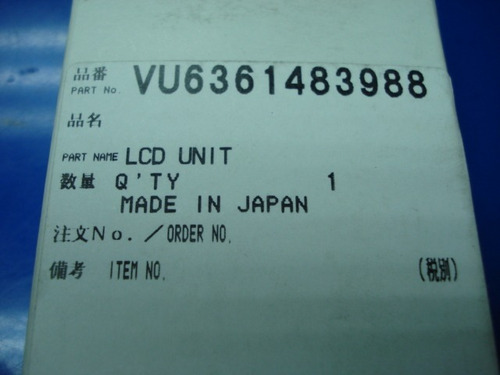 品番
PART No. VU6361483988
品名
PART NAME LCD UNIT
数量 Q'TY 1
MADE IN JAPAN
注文No. / ORDER NO.
備考 ITEM NO. (税別)